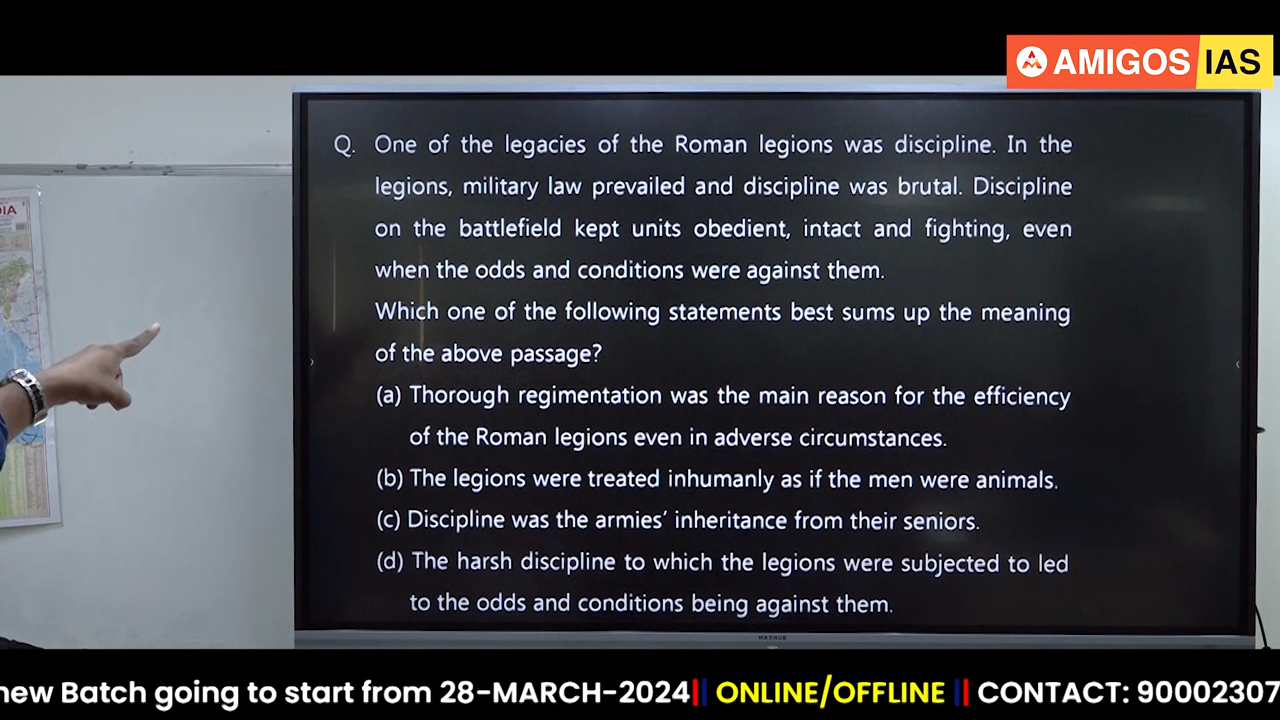 AMIGOS IAS
DIA
Q. One of the legacies of the Roman legions was discipline. In the
legions, military law prevailed and discipline was brutal. Discipline
on the battlefield kept units obedient, intact and fighting, even
when the odds and conditions were against them.
Which one of the following statements best sums up the meaning
of the above passage?
(a) Thorough regimentation was the main reason for the efficiency
of the Roman legions even in adverse circumstances.
(b) The legions were treated inhumanly as if the men were animals.
(c) Discipline was the armies’ inheritance from their seniors.
(d) The harsh discipline to which the legions were subjected to led
to the odds and conditions being against them.
MAXHUB
new Batch going to start from 28-MARCH-2024|| ONLINE/OFFLINE || CONTACT: 90002307